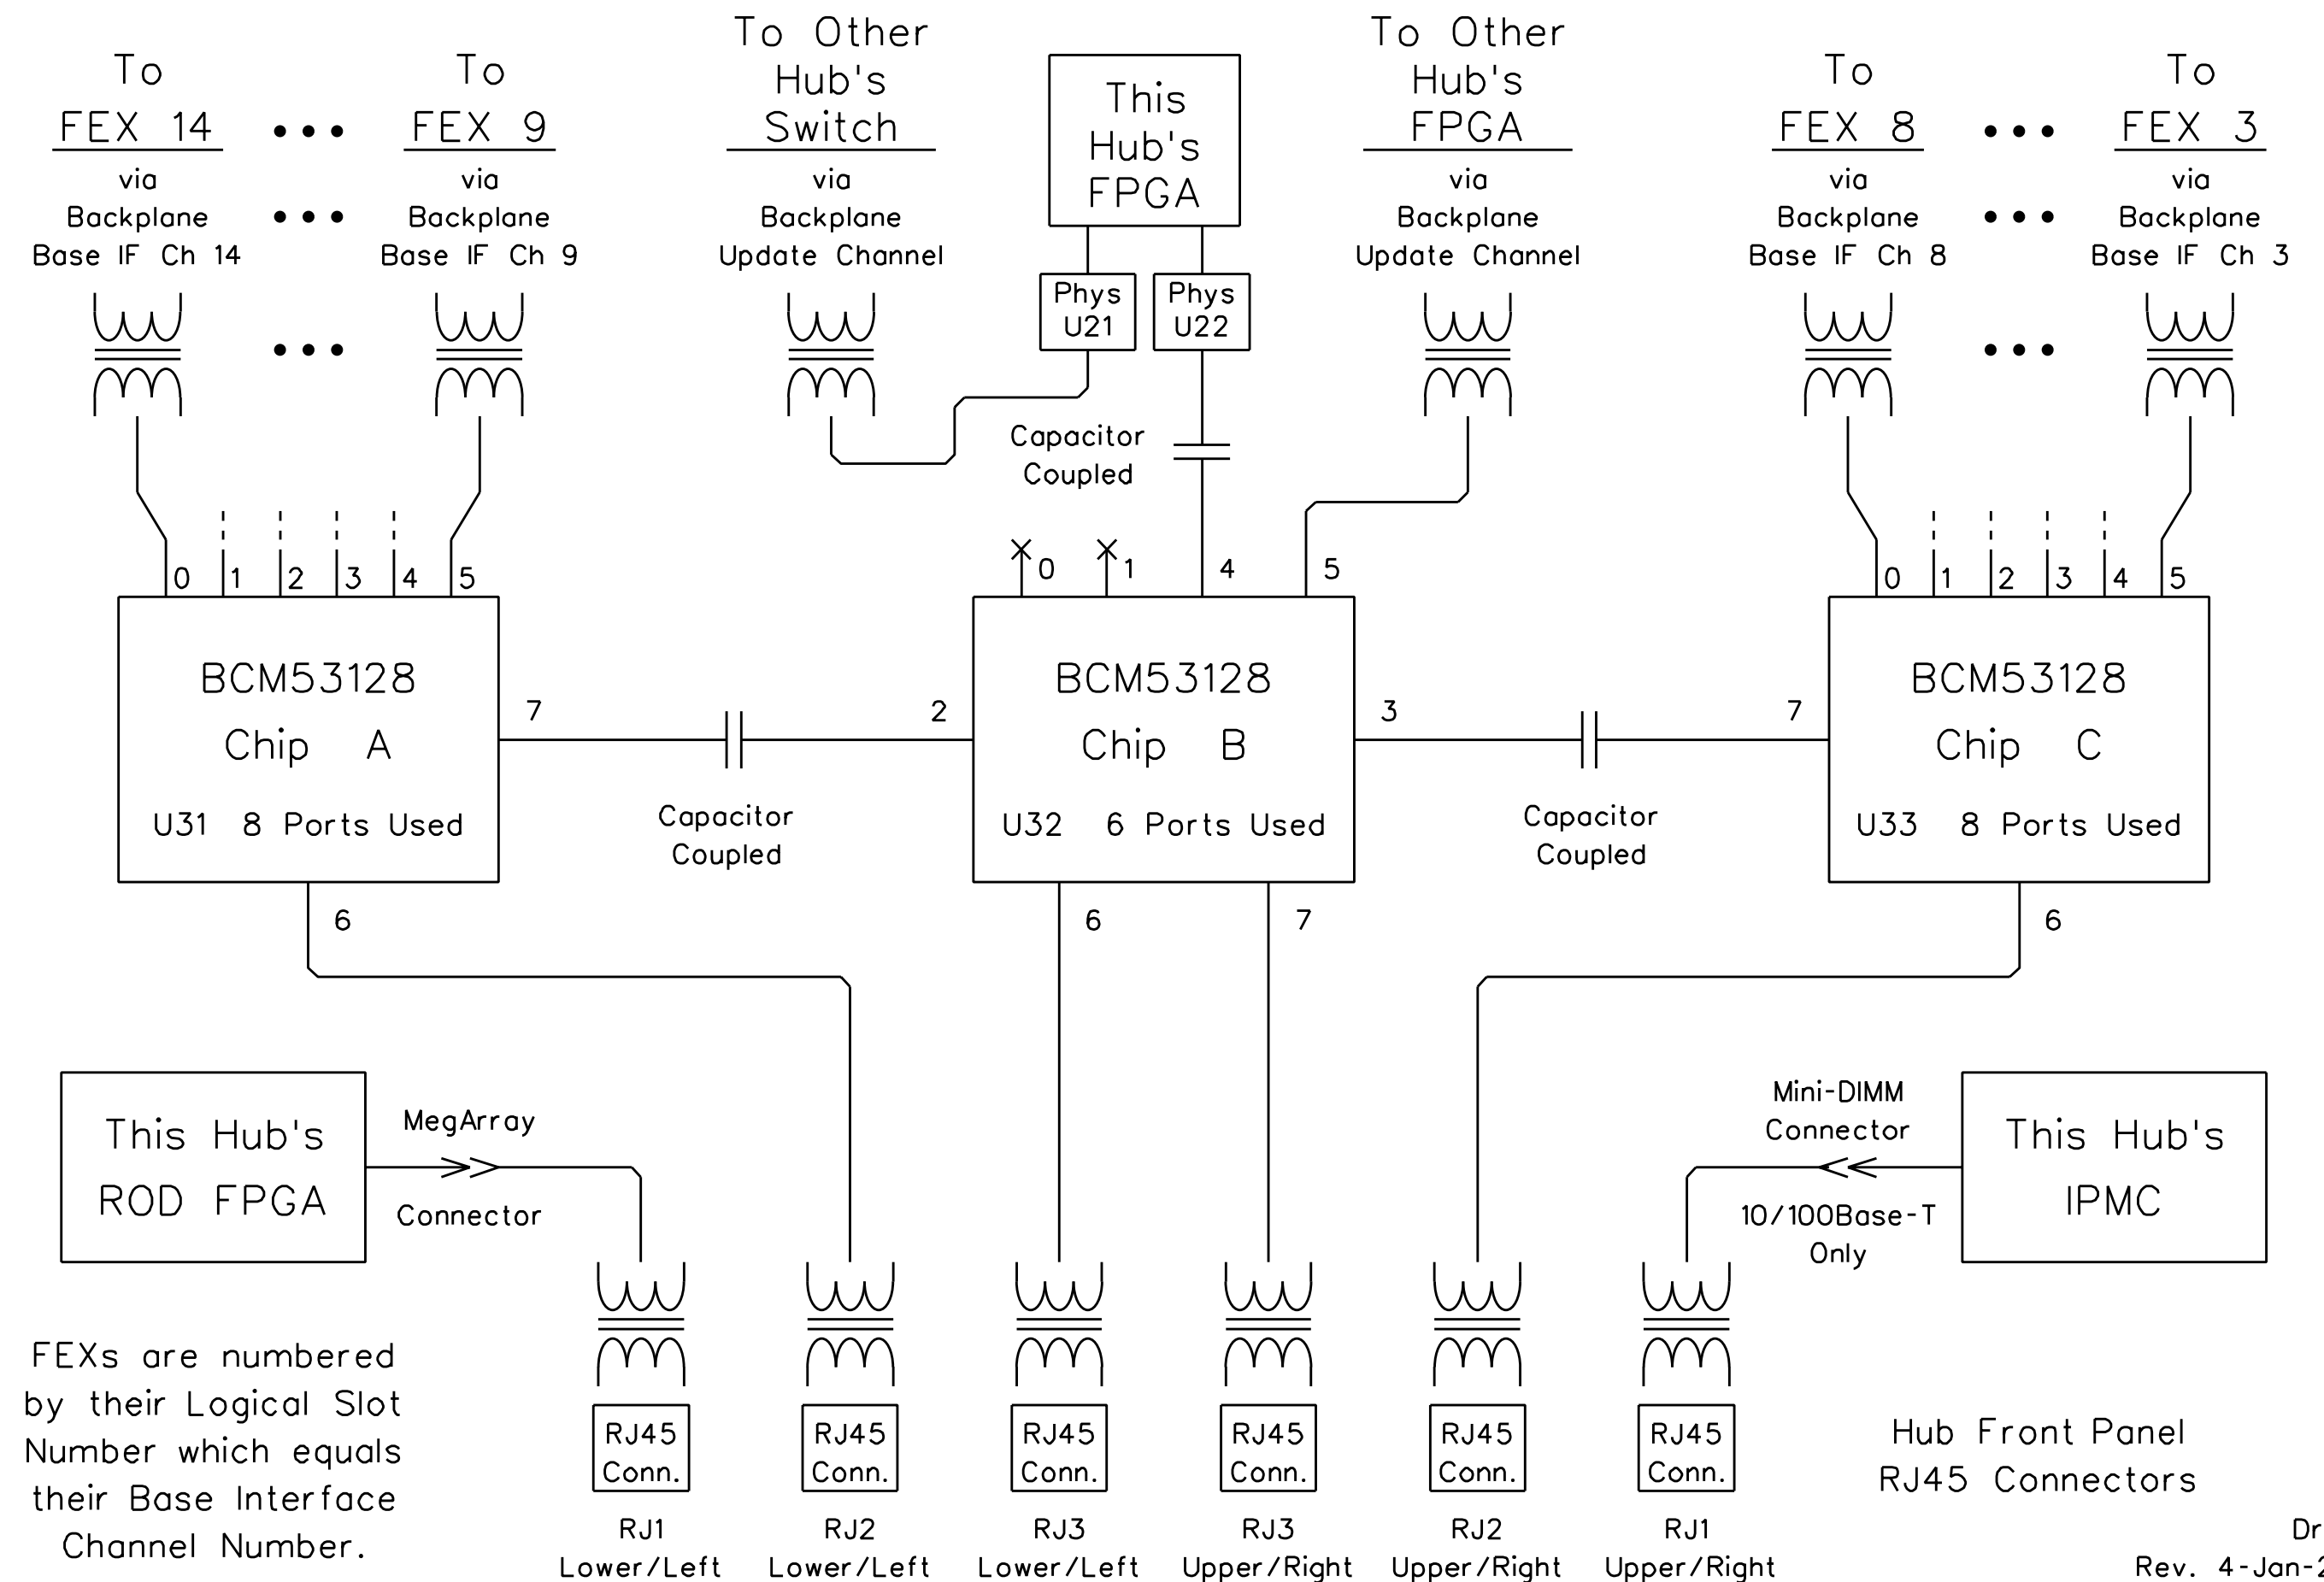 To
FEX 14
via
Backplane
Base IF Ch 14
To
FEX 9
via
Backplane
Base IF Ch 9
To Other
Hub's
Switch
via
Backplane
Update Channel
This
Hub's
FPGA
Phys
U21
Phys
U22
To Other
Hub's
FPGA
via
Backplane
Update Channel
To
FEX 8
via
Backplane
Base IF Ch 8
To
FEX 3
via
Backplane
Base IF Ch 3
Capacitor
Coupled
0 1 2 3 4 5
0 1 4 5
0 1 2 3 4 5
BCM53128
Chip A
U31 8 Ports Used
7
2
Capacitor
Coupled
BCM53128
Chip B
U32 6 Ports Used
3
7
Capacitor
Coupled
BCM53128
Chip C
U33 8 Ports Used
6
6
7
6
This Hub's
ROD FPGA
MegArray
Connector
Mini-DIMM
Connector
10/100Base-T
Only
This Hub's
IPMC
FEXs are numbered
by their Logical Slot
Number which equals
their Base Interface
Channel Number.
RJ45
Conn.
RJ1
Lower/Left
RJ45
Conn.
RJ2
Lower/Left
RJ45
Conn.
RJ3
Lower/Left
RJ45
Conn.
RJ3
Upper/Right
RJ45
Conn.
RJ2
Upper/Right
RJ45
Conn.
RJ1
Upper/Right
Hub Front Panel
RJ45 Connectors
Rev. 4-Jan-2